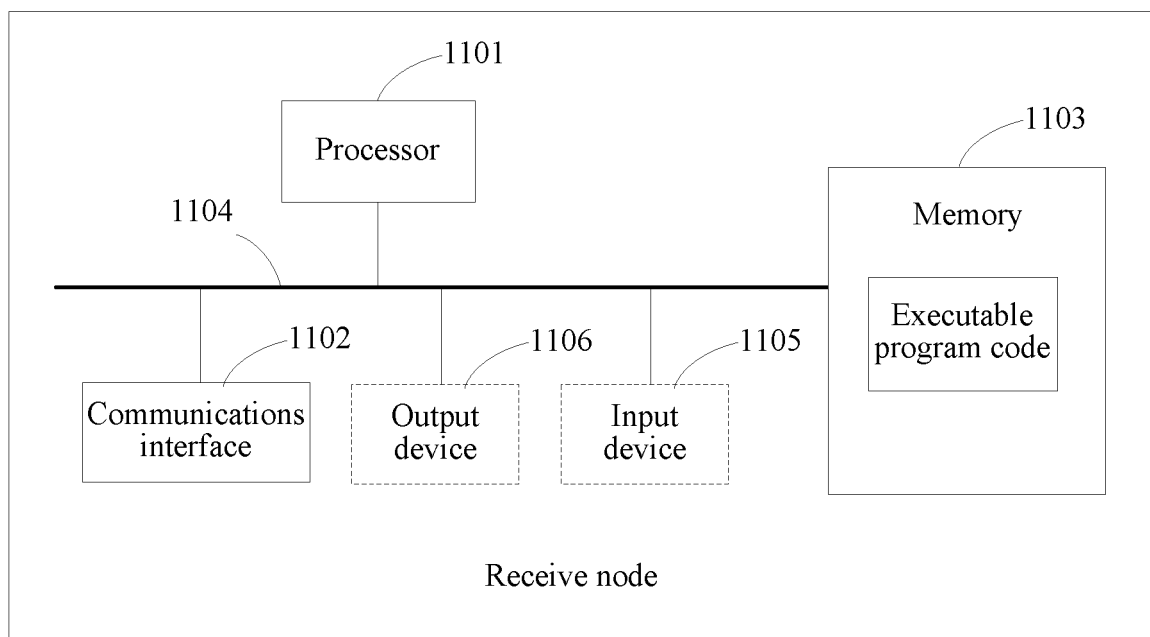 1101
Processor
1103
Memory
1104
Executable
program code
1102
1106
1105
Communications
interface
Output
device
Input
device
Receive node